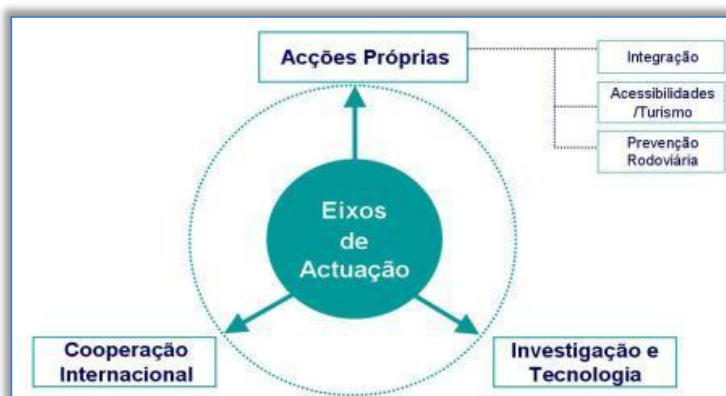 Acções Próprias
Integração
Acessibilidades
/Turismo
Prevenção
Rodoviária
Eixos
de
Actuação
Cooperação
Internacional
Investigação e
Tecnologia